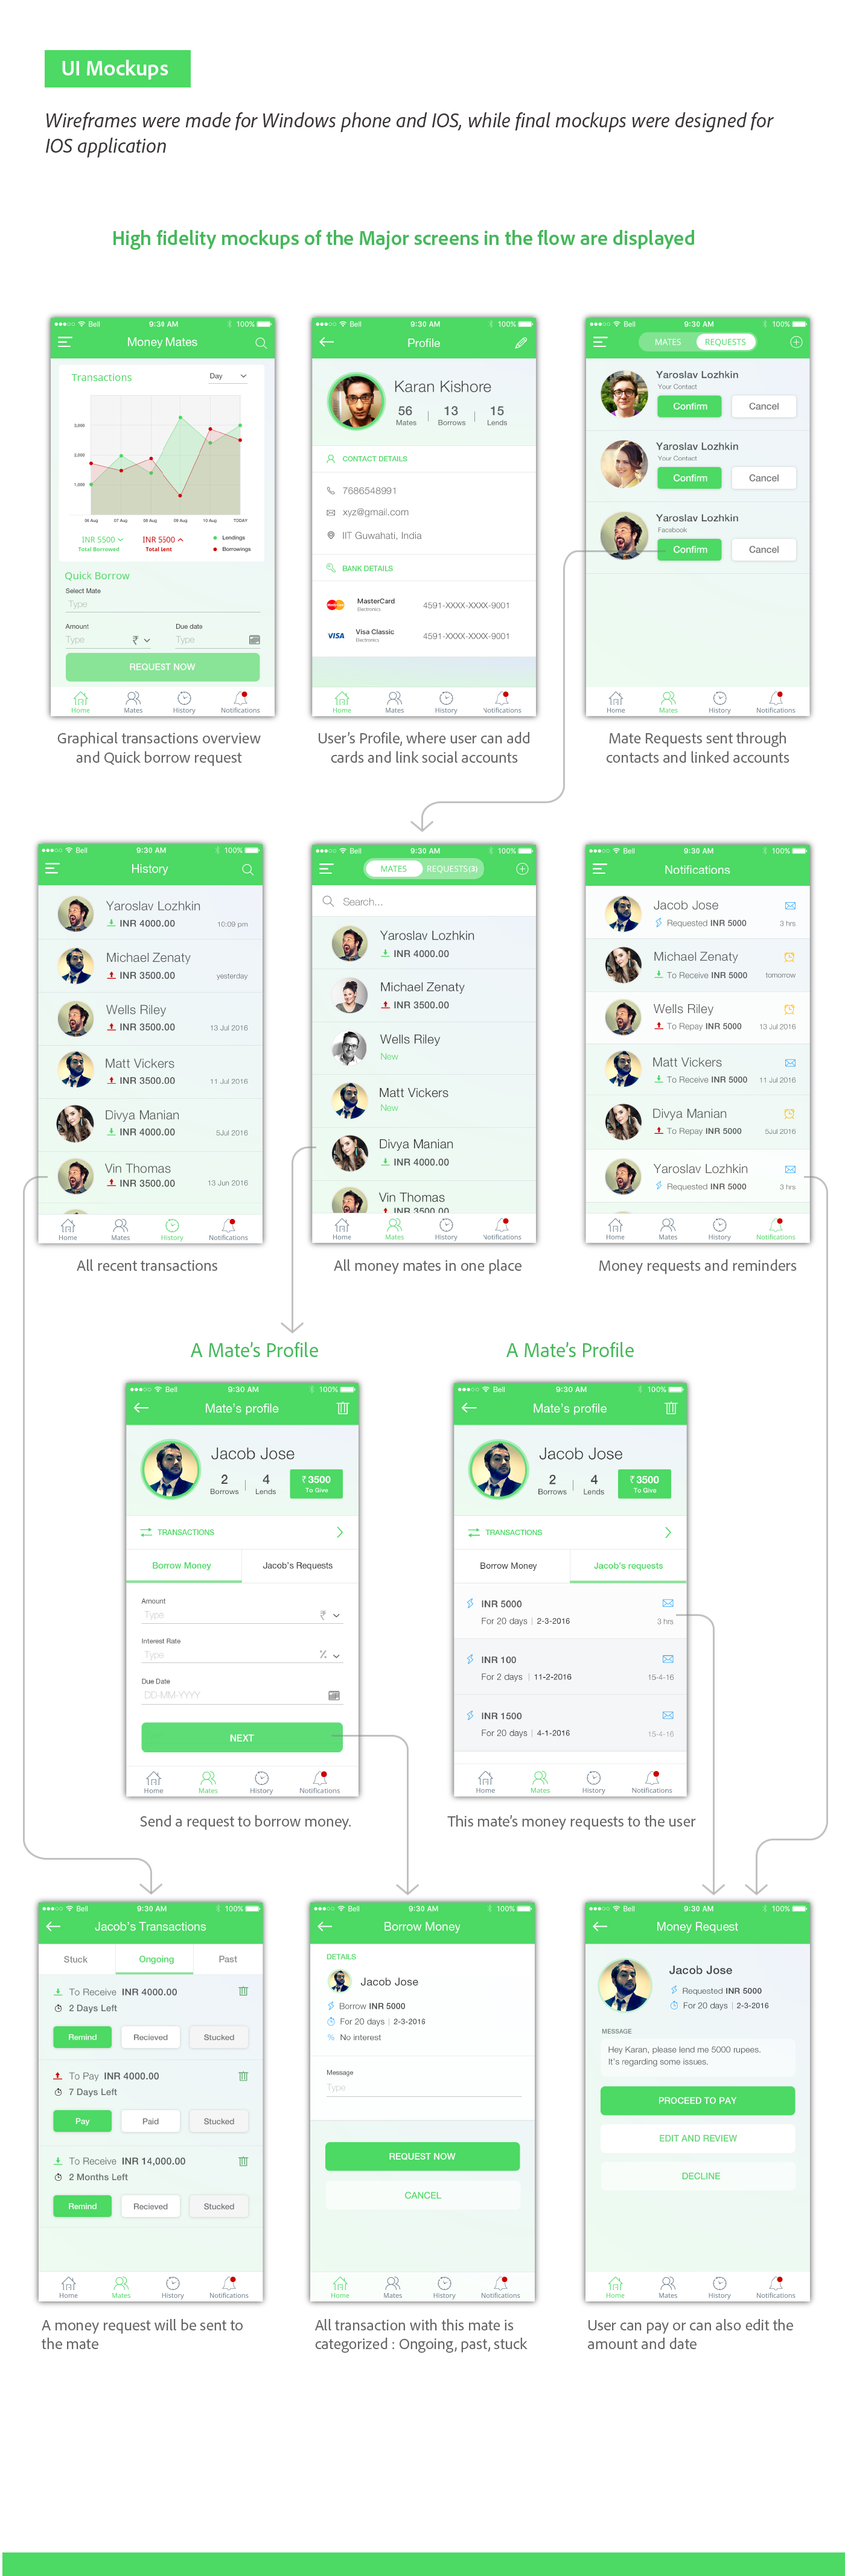 UI Mockups
Wireframes were made for Windows phone and IOS, while final mockups were designed for
IOS application
High fidelity mockups of the Major screens in the flow are displayed
Bell 9:30 AM 100%
Money Mates
Transactions
Day
3,000
2,000
1,000
06 Aug 07 Aug 08 Aug 09 Aug 10 Aug TODAY
INR 5500 INR 5500
Total Borrowed Total Lent
Lendings
Borrowings
Quick Borrow
Select Mate
Type
Amount Due date
Type ₹ Type
REQUEST NOW
Home Mates History Notifications
Graphical transactions overview
and Quick borrow request
Bell 9:30 AM 100%
Profile
Karan Kishore
56 13 15
Mates Borrows Lends
CONTACT DETAILS
7686548991
xyz@gmail.com
IIT Guwahati, India
BANK DETAILS
MasterCard
Electronics
4591-XXXX-XXXX-9001
VISA
Visa Classic
Electronics
4591-XXXX-XXXX-9001
Home Mates History Notifications
User's Profile, where user can add
cards and link social accounts
Bell 9:30 AM 100%
MATES REQUESTS
Yaroslav Lozhkin
Your Contact
Confirm Cancel
Yaroslav Lozhkin
Your Contact
Confirm Cancel
Yaroslav Lozhkin
Facebook
Confirm Cancel
Home Mates History Notifications
Mate Requests sent through
contacts and linked accounts
Bell 9:30 AM 100%
History
Yaroslav Lozhkin
INR 4000.00 10:09 pm
Michael Zenaty
INR 3500.00 yesterday
Wells Riley
INR 3500.00 13 Jul 2016
Matt Vickers
INR 3500.00 11 Jul 2016
Divya Manian
INR 4000.00 5Jul 2016
Vin Thomas
INR 3500.00 13 Jun 2016
Home Mates History Notifications
All recent transactions
Bell 9:30 AM 100%
MATES REQUESTS(3)
Search...
Yaroslav Lozhkin
INR 4000.00
Michael Zenaty
INR 3500.00
Wells Riley
New
Matt Vickers
New
Divya Manian
INR 4000.00
Vin Thomas
INR 3500.00
Home Mates History Notifications
All money mates in one place
Bell 9:30 AM 100%
Notifications
Jacob Jose
Requested INR 5000 3 hrs
Michael Zenaty
To Receive INR 5000 tomorrow
Wells Riley
To Repay INR 5000 13 Jul 2016
Matt Vickers
To Receive INR 5000 11 Jul 2016
Divya Manian
To Repay INR 5000 5Jul 2016
Yaroslav Lozhkin
Requested INR 5000 3 hrs
Home Mates History Notifications
Money requests and reminders
A Mate's Profile
Bell 9:30 AM 100%
Mate's profile
Jacob Jose
2 4
Borrows Lends
₹ 3500
To Give
TRANSACTIONS
Borrow Money Jacob's Requests
Amount
Type ₹
Interest Rate
Type %
Due Date
DD-MM-YYYY
NEXT
Home Mates History Notifications
Send a request to borrow money.
A Mate's Profile
Bell 9:30 AM 100%
Mate's profile
Jacob Jose
2 4
Borrows Lends
₹ 3500
To Give
TRANSACTIONS
Borrow Money Jacob's requests
INR 5000
For 20 days | 2-3-2016 3 hrs
INR 100
For 2 days | 11-2-2016 15-4-16
INR 1500
For 20 days | 4-1-2016 15-4-16
Home Mates History Notifications
This mate's money requests to the user
Bell 9:30 AM 100%
Jacob's Transactions
Stuck Ongoing Past
To Receive INR 4000.00
2 Days Left
Remind Recieved Stucked
To Pay INR 4000.00
7 Days Left
Pay Paid Stucked
To Receive INR 14,000.00
2 Months Left
Remind Recieved Stucked
Home Mates History Notifications
A money request will be sent to
the mate
Bell 9:30 AM 100%
Borrow Money
DETAILS
Jacob Jose
Borrow INR 5000
For 20 days | 2-3-2016
% No interest
Message
Type
REQUEST NOW
CANCEL
Home Mates History Notifications
All transaction with this mate is
categorized : Ongoing, past, stuck
Bell 9:30 AM 100%
Money Request
Jacob Jose
Requested INR 5000
For 20 days | 2-3-2016
MESSAGE
Hey Karan, please lend me 5000 rupees.
It's regarding some issues.
PROCEED TO PAY
EDIT AND REVIEW
DECLINE
Home Mates History Notifications
User can pay or can also edit the
amount and date